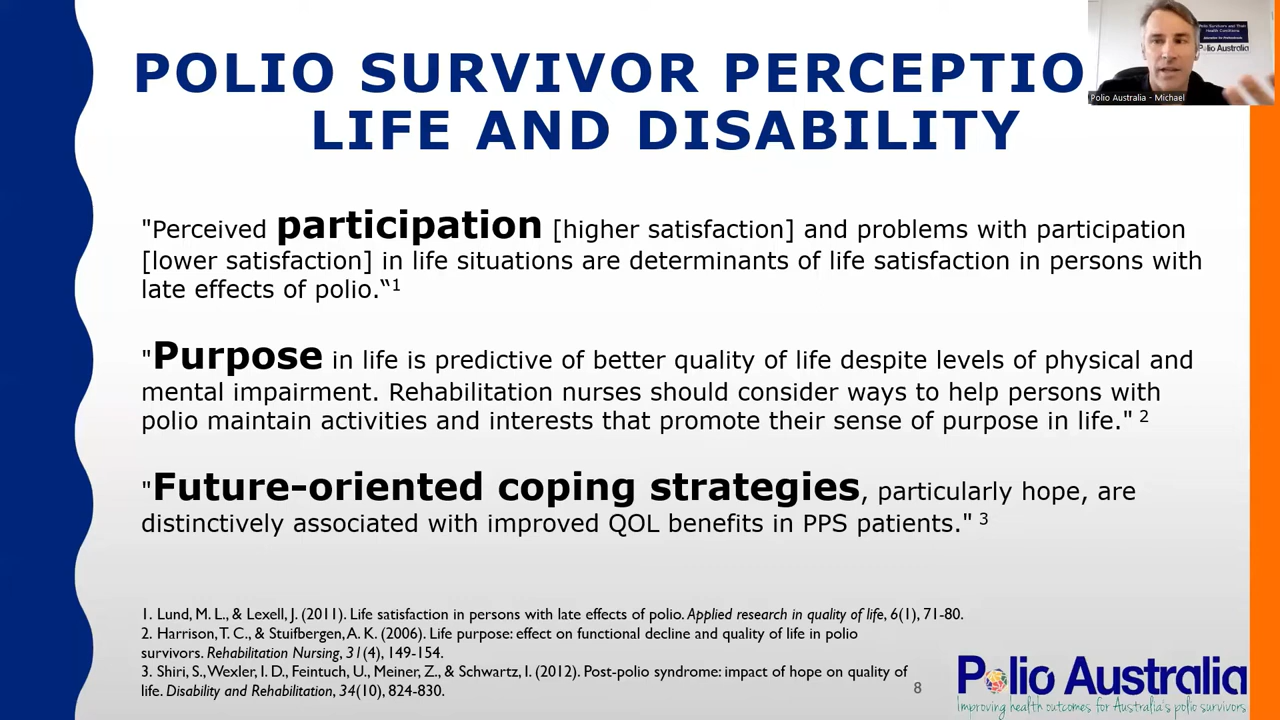 POLIO SURVIVOR PERCEPTIO
LIFE AND DISABILITY
Polio Survivors and Their
Health Conditions
Polio Australia
Polio Australia - Michael
"Perceived participation [higher satisfaction] and problems with participation
[lower satisfaction] in life situations are determinants of life satisfaction in persons with
late effects of polio.“1
"Purpose in life is predictive of better quality of life despite levels of physical and
mental impairment. Rehabilitation nurses should consider ways to help persons with
polio maintain activities and interests that promote their sense of purpose in life." 2
"Future-oriented coping strategies, particularly hope, are
distinctively associated with improved QOL benefits in PPS patients." 3
1. Lund, M. L., & Lexell, J. (2011). Life satisfaction in persons with late effects of polio. Applied research in quality of life, 6(1), 71-80.
2. Harrison, T. C., & Stuifbergen, A. K. (2006). Life purpose: effect on functional decline and quality of life in polio
survivors. Rehabilitation Nursing, 31(4), 149-154.
3. Shiri, S., Wexler, I. D., Feintuch, U., Meiner, Z., & Schwartz, I. (2012). Post-polio syndrome: impact of hope on quality of
life. Disability and Rehabilitation, 34(10), 824-830.
8
Polio Australia
Improving health outcomes for Australia's polio survivors